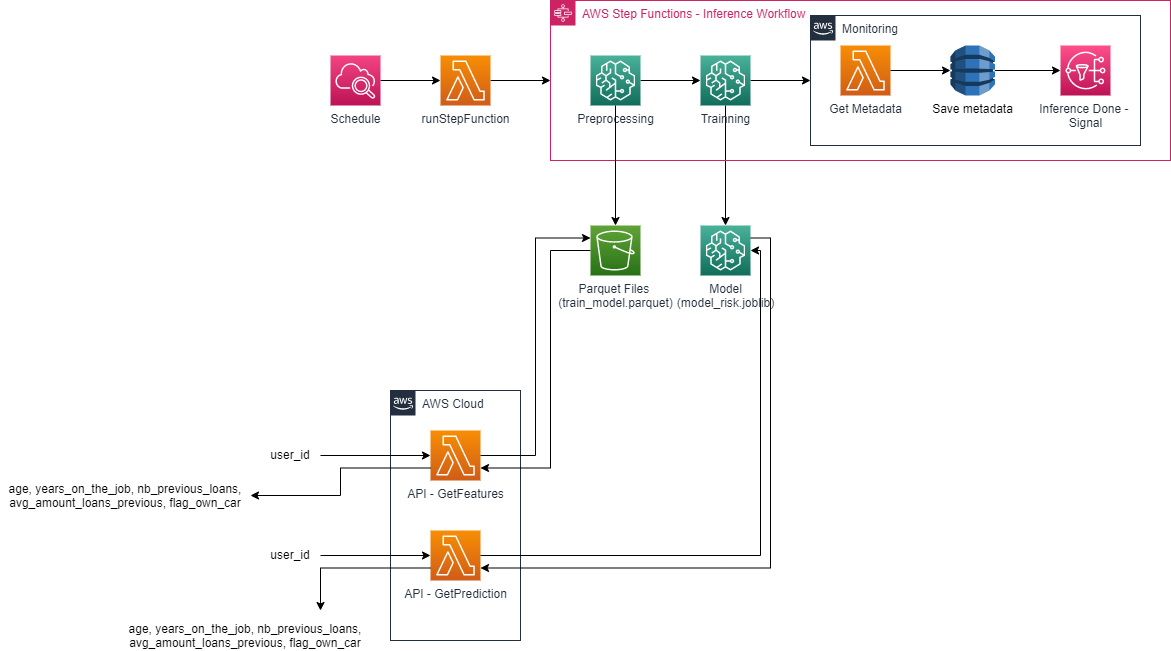 AWS Step Functions - Inference Workflow
aws
Monitoring
Schedule
runStepFunction
Preprocessing
Trainning
Get Metadata
Save metadata
Inference Done -
Signal
Parquet Files
(train_model.parquet)
Model
(model_risk.joblib)
aws
AWS Cloud
user_id
API - GetFeatures
age, years_on_the_job, nb_previous_loans,
avg_amount_loans_previous, flag_own_car
user_id
API - GetPrediction
age, years_on_the_job, nb_previous_loans,
avg_amount_loans_previous, flag_own_car